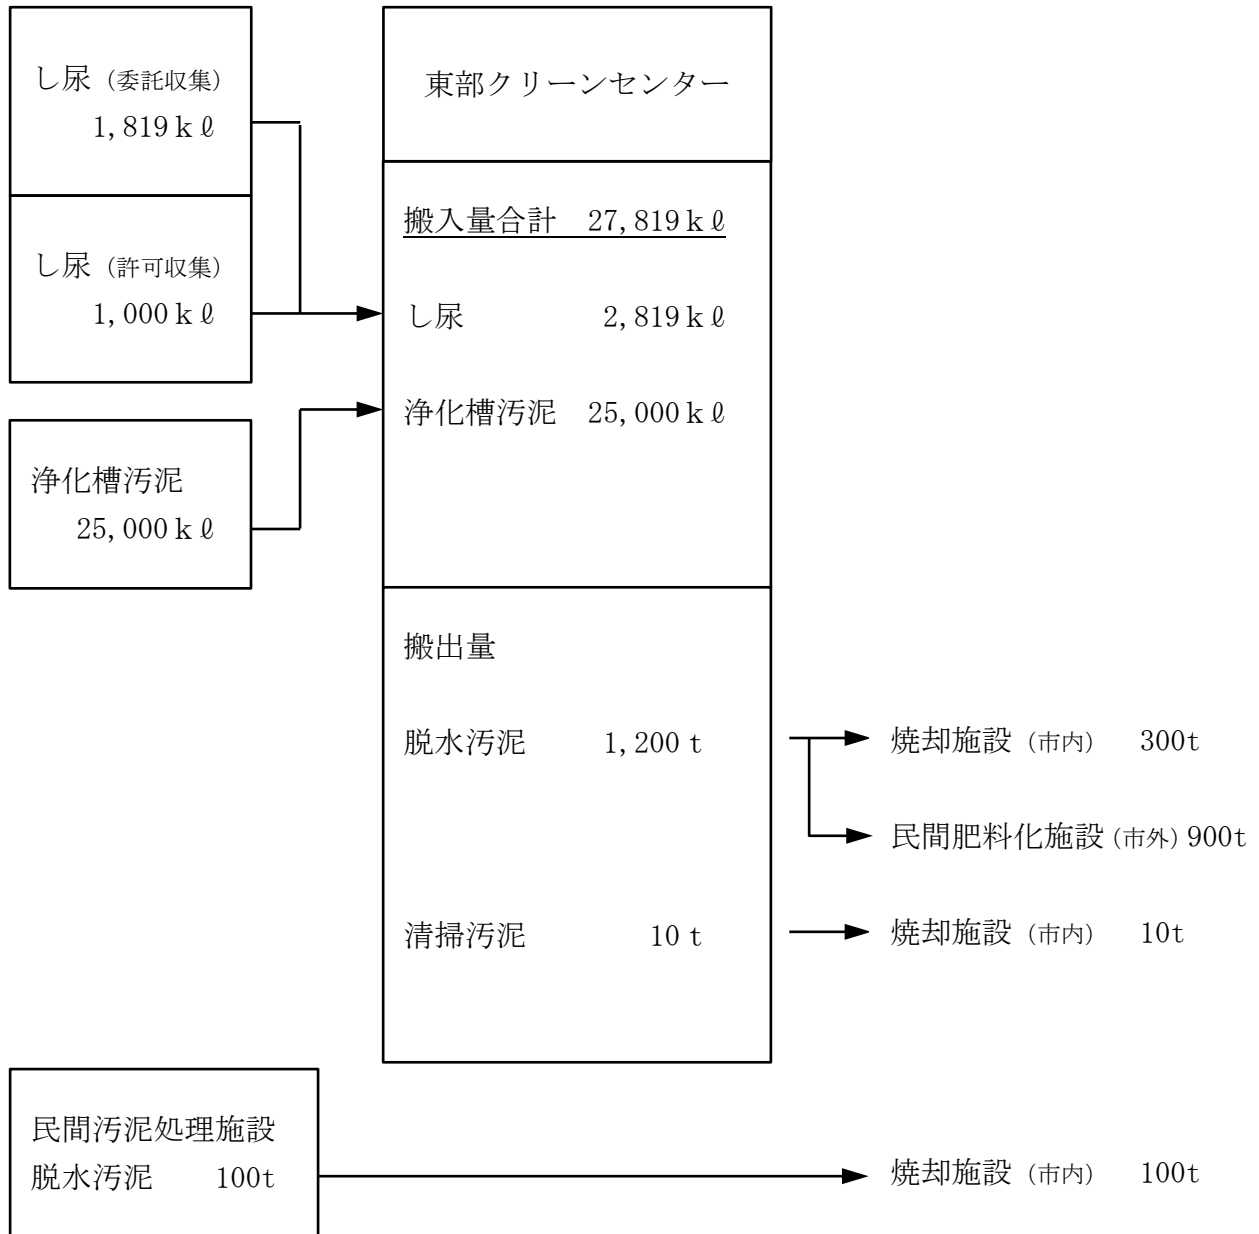 し尿（委託収集）
1,819ｋℓ
し尿（許可収集）
1,000ｋℓ
浄化槽汚泥
25,000ｋℓ
東部クリーンセンター
搬入量合計　27,819ｋℓ
し尿　2,819ｋℓ
浄化槽汚泥　25,000ｋℓ
搬出量
脱水汚泥　1,200ｔ
清掃汚泥　10ｔ
焼却施設（市内）　300t
民間肥料化施設（市外）900t
焼却施設（市内）　10t
民間汚泥処理施設
脱水汚泥　100t
焼却施設（市内）　100t